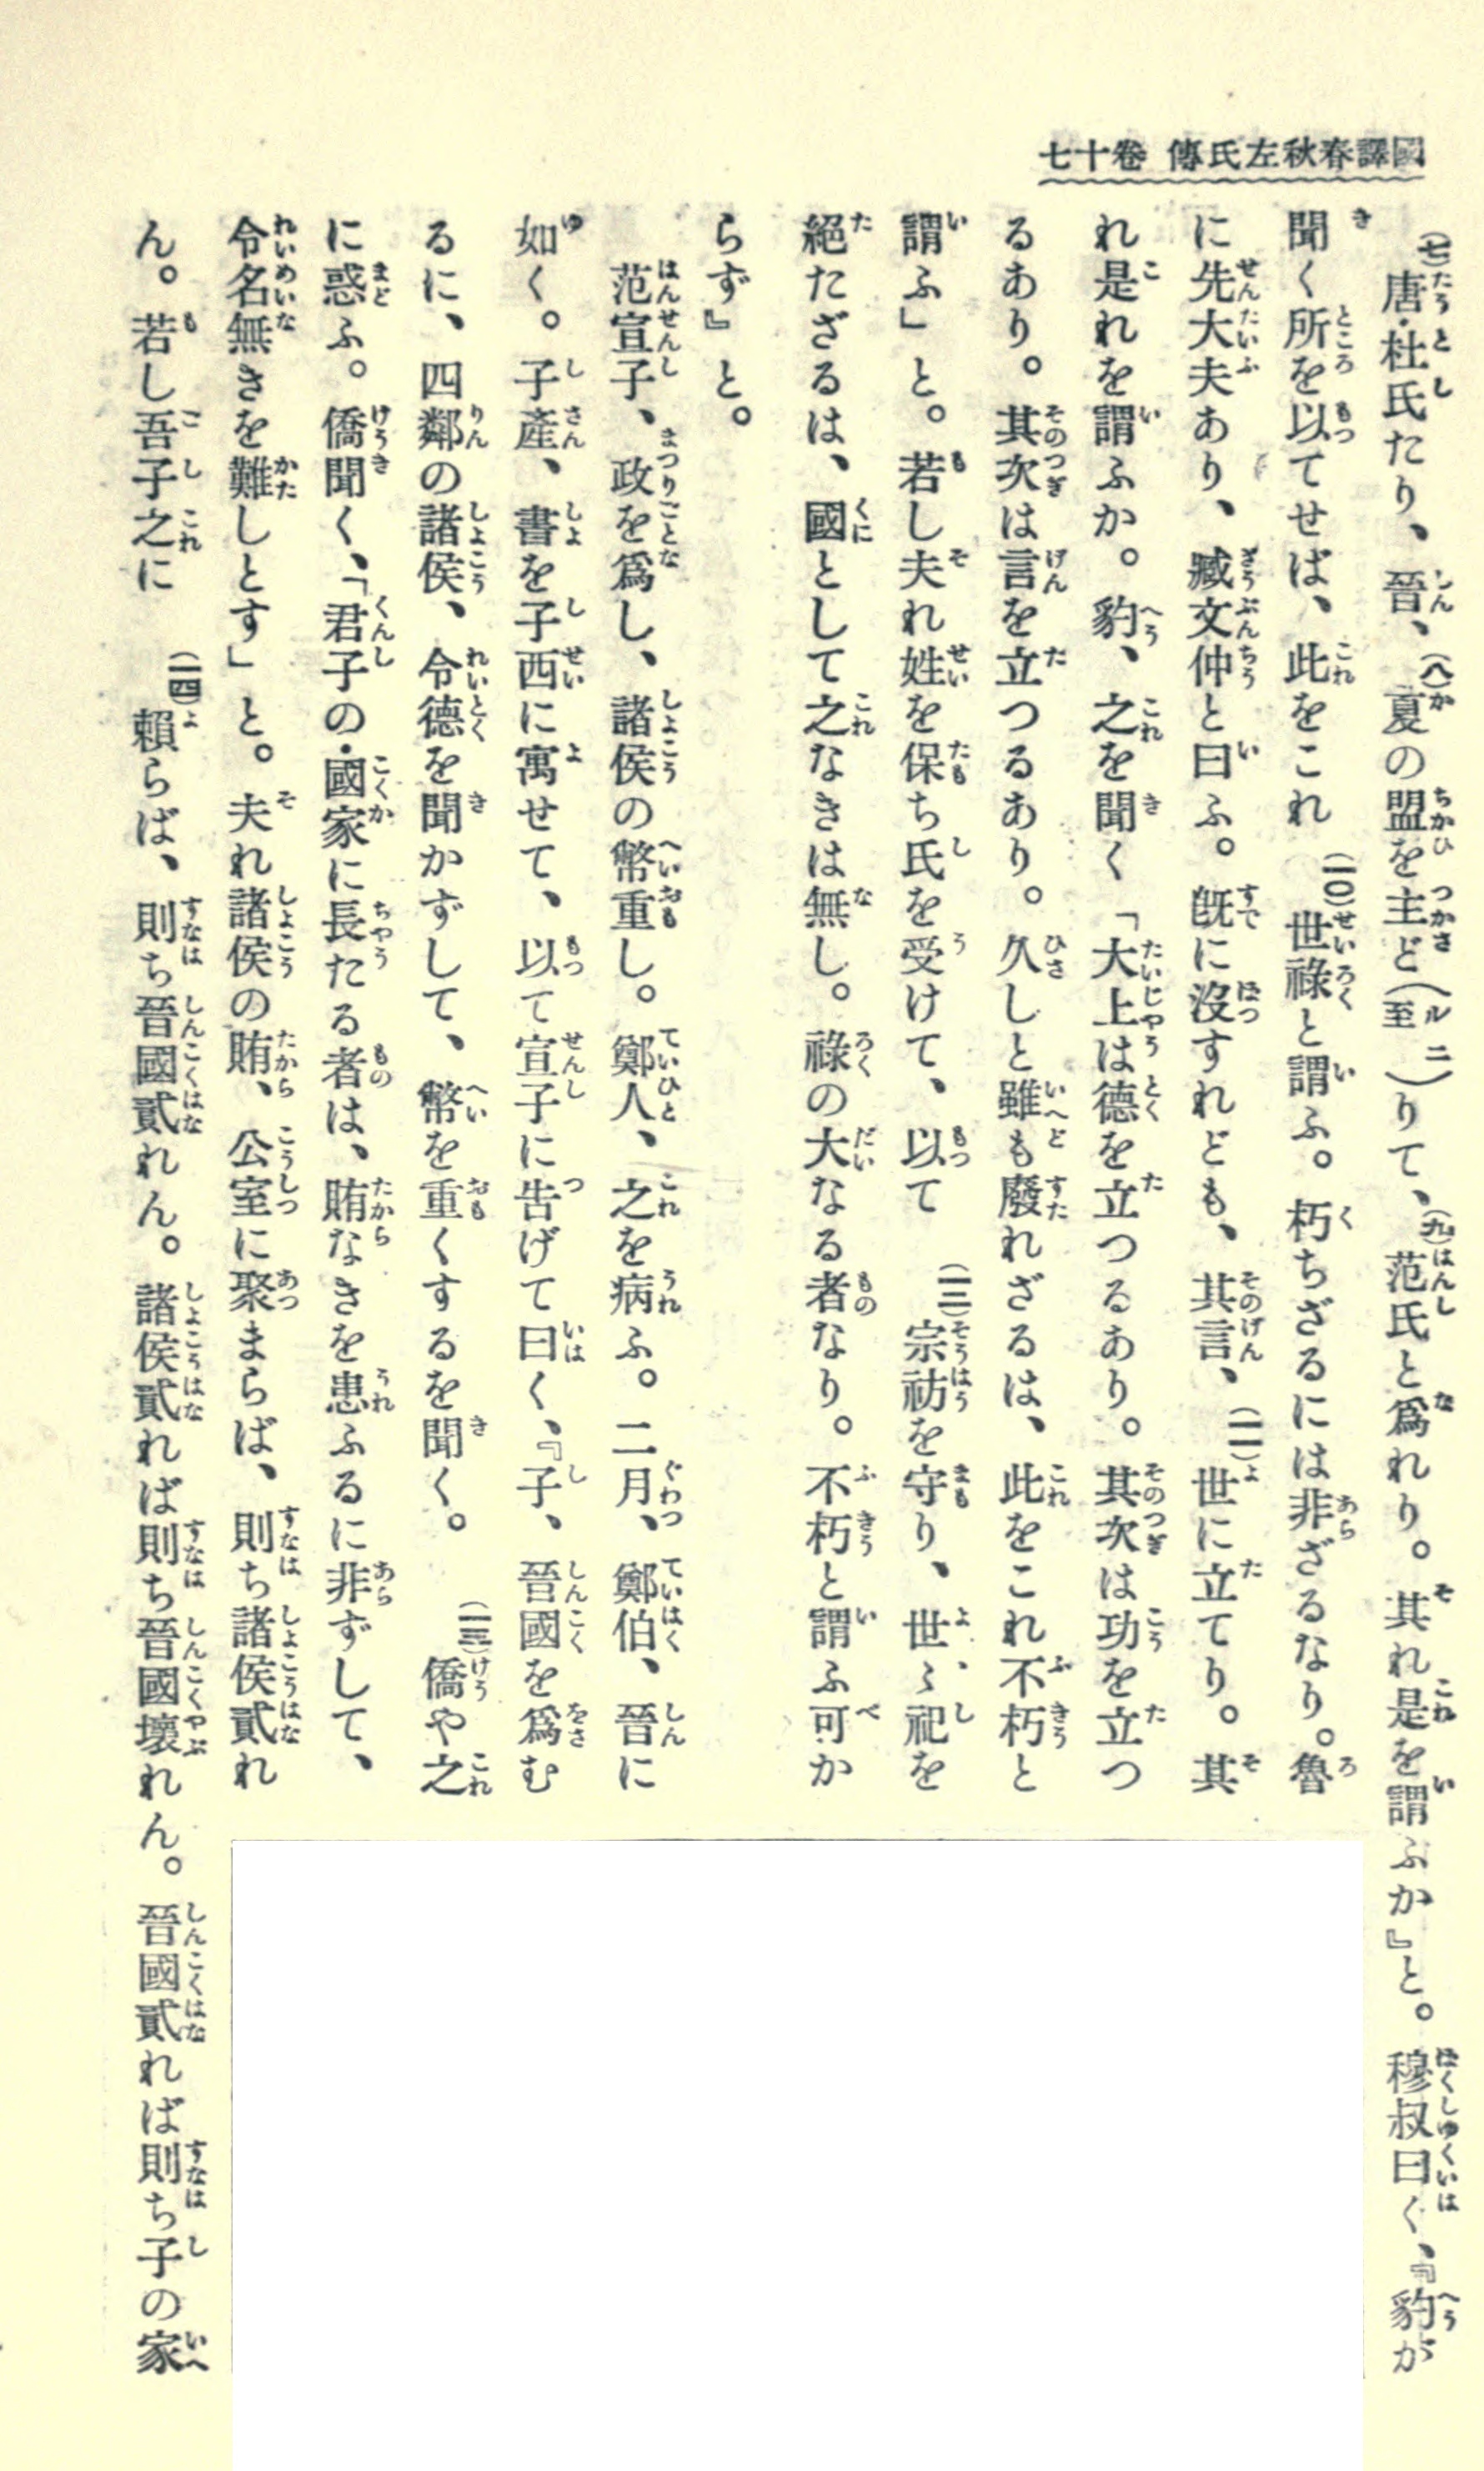 國譯春秋左氏傳 卷十七
(七)唐・杜氏たり、晉、(八)夏の盟を主ど(至ルニ)りて、(九)范氏と爲れり。其れ是を謂ふか』と。穆叔曰く、『豹が
聞く所を以てせば、此をこれ(一〇)世祿と謂ふ。朽ちざるには非ざるなり。魯
に先大夫あり、臧文仲と曰ふ。既に沒すれども、其言、(一一)世に立てり。其
れ是れを謂ふか。豹、之を聞く「大上は德を立つるあり。其次は功を立つ
るあり。其次は言を立つるあり。久しと雖も廢れざるは、此をこれ不朽と
謂ふ」と。若し夫れ姓を保ち氏を受けて、以て(一二)宗祊を守り、世〻祀を
絕たざるは、國として之なきは無し。祿の大なる者なり。不朽と謂ふ可か
らず』と。
范宣子、政を爲し、諸侯の幣重し。鄭人、之を病ふ。二月、鄭伯、晉に
如く。子產、書を子西に寓せて、以て宣子に告げて曰く、『子、晉國を爲む
るに、四鄰の諸侯、令德を聞かずして、幣を重くするを聞く。(一三)僑や之
に惑ふ。僑聞く、「君子の・國家に長たる者は、賄なきを患ふるに非ずして、
令名無きを難しとす」と。夫れ諸侯の賄、公室に聚まらば、則ち諸侯貳れ
ん。若し吾子之に(一四)賴らば、則ち晉國貳れん。諸侯貳れば則ち晉國壞れん。晉國貳れば則ち子の家